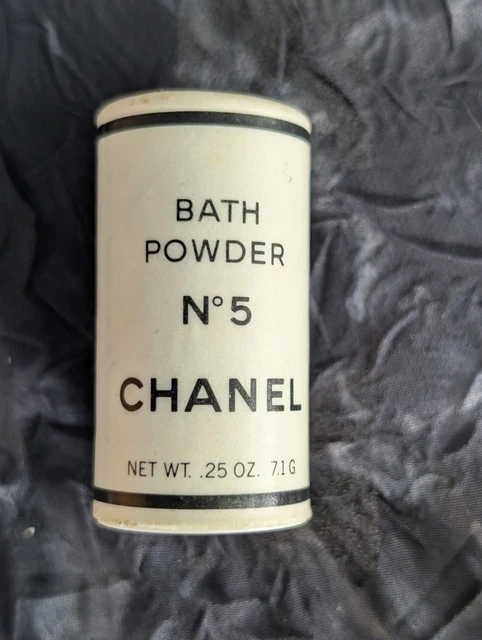 BATH
POWDER
N°5
CHANEL
NET WT. .25 OZ. 7.1 G